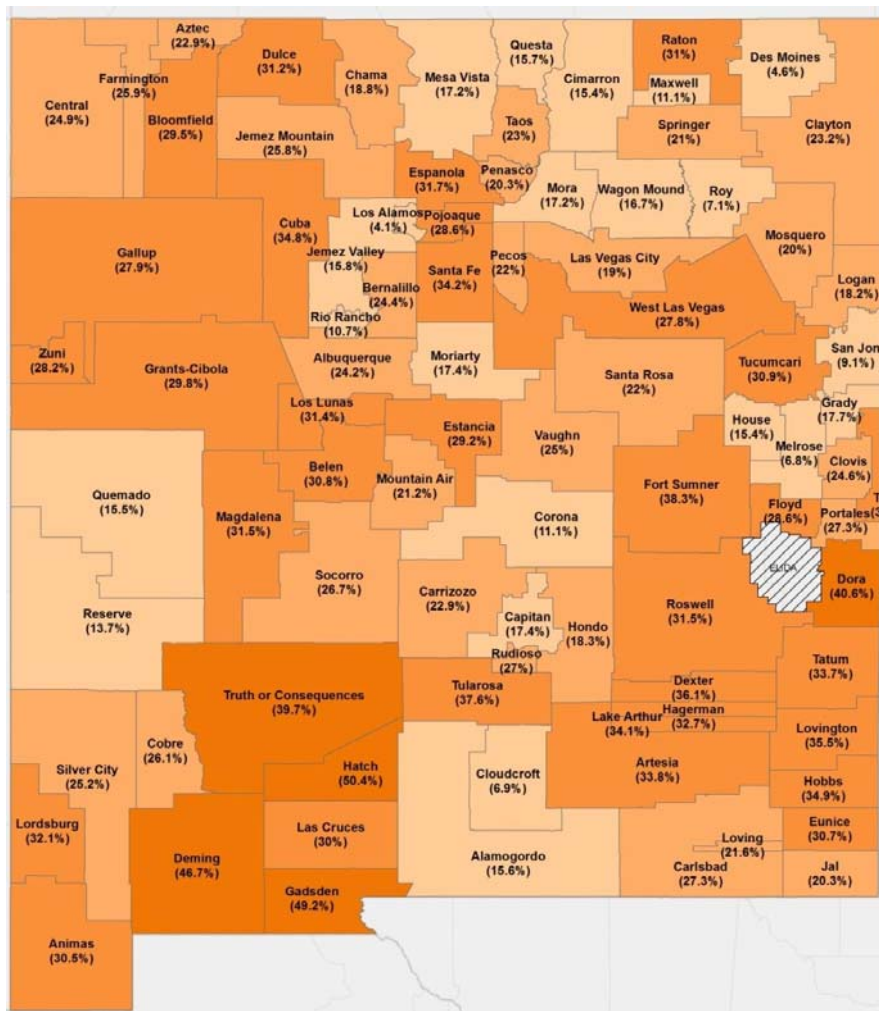 Aztec
(22.9%)
Farmington
(25.9%)
Central
(24.9%)
Bloomfield
(29.5%)
Dulce
(31.2%)
Chama
(18.8%)
Mesa Vista
(17.2%)
Questa
(15.7%)
Cimarron
(15.4%)
Raton
(31%)
Maxwell
(11.1%)
Des Moines
(4.6%)
Taos
(23%)
Springer
(21%)
Clayton
(23.2%)
Jemez Mountain
(25.8%)
Espanola
(31.7%)
Penasco
(20.3%)
Mora
(17.2%)
Wagon Mound
(16.7%)
Roy
(7.1%)
Cuba
(34.8%)
Los Alamos
(4.1%)
Pojoaque
(28.6%)
Mosquero
(20%)
Gallup
(27.9%)
Jemez Valley
(15.8%)
Bernalillo
(24.4%)
Santa Fe
(34.2%)
Pecos
(22%)
Las Vegas City
(19%)
Logan
(18.2%)
Rio Rancho
(10.7%)
West Las Vegas
(27.8%)
Zuni
(28.2%)
Grants-Cibola
(29.8%)
Albuquerque
(24.2%)
Moriarty
(17.4%)
Santa Rosa
(22%)
Tucumcari
(30.9%)
San Jon
(9.1%)
Los Lunas
(31.4%)
Estancia
(29.2%)
Vaughn
(25%)
House
(15.4%)
Grady
(17.7%)
Melrose
(6.8%)
Clovis
(24.6%)
Belen
(30.8%)
Mountain Air
(21.2%)
Quemado
(15.5%)
Magdalena
(31.5%)
Corona
(11.1%)
Fort Sumner
(38.3%)
Floyd
(28.6%)
Portales
(27.3%)
ELIDA
Dora
(40.6%)
Socorro
(26.7%)
Carrizozo
(22.9%)
Capitan
(17.4%)
Hondo
(18.3%)
Roswell
(31.5%)
Reserve
(13.7%)
Rudioso
(27%)
Tatum
(33.7%)
Truth or Consequences
(39.7%)
Tularosa
(37.6%)
Dexter
(36.1%)
Hagerman
(32.7%)
Lake Arthur
(34.1%)
Lovington
(35.5%)
Cobre
(26.1%)
Silver City
(25.2%)
Hatch
(50.4%)
Cloudcroft
(6.9%)
Artesia
(33.8%)
Hobbs
(34.9%)
Lordsburg
(32.1%)
Las Cruces
(30%)
Eunice
(30.7%)
Deming
(46.7%)
Alamogordo
(15.6%)
Loving
(21.6%)
Carlsbad
(27.3%)
Jal
(20.3%)
Gadsden
(49.2%)
Animas
(30.5%)